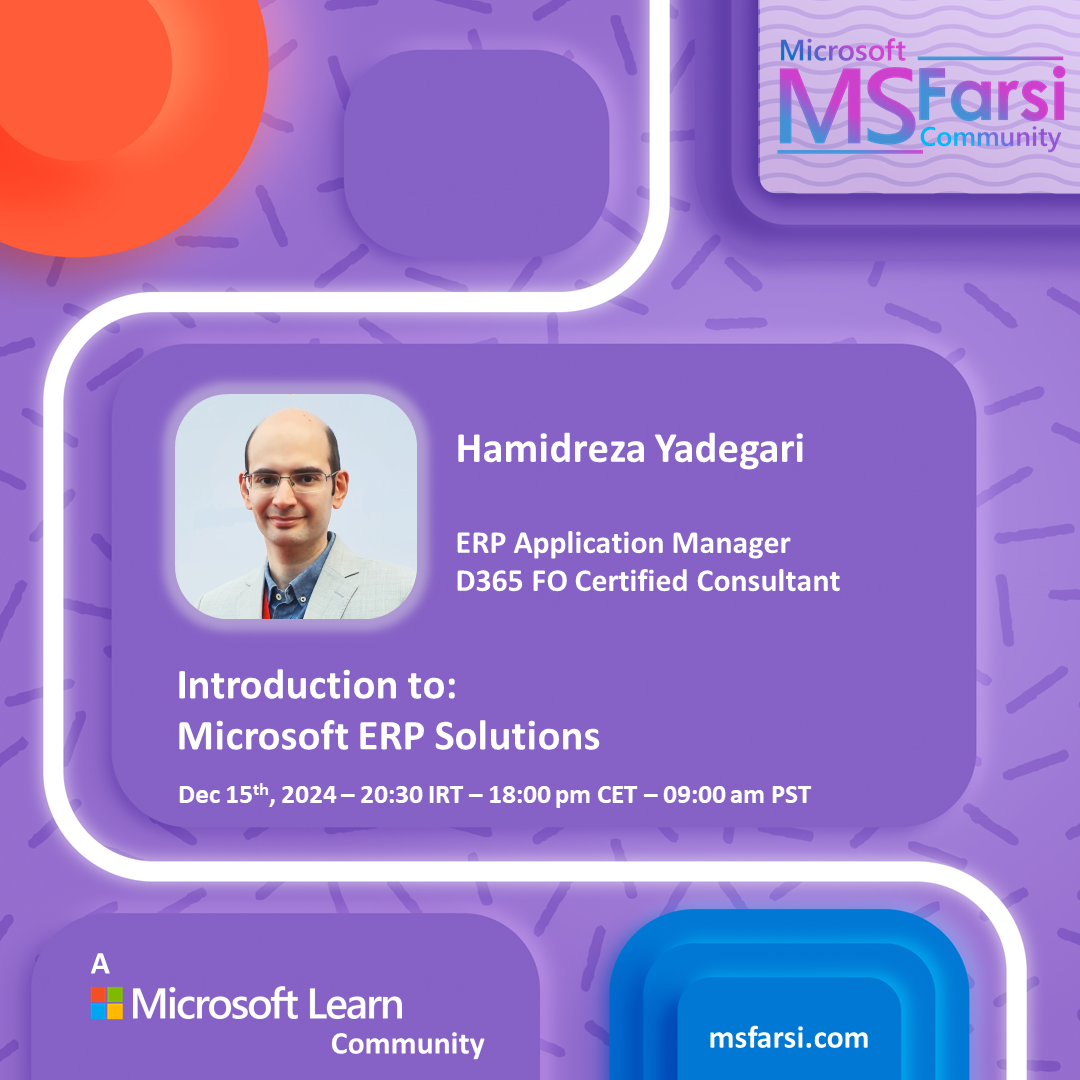 Microsoft
MSFarsi
Community
Hamidreza Yadegari
ERP Application Manager
D365 FO Certified Consultant
Introduction to:
Microsoft ERP Solutions
Dec 15th, 2024 – 20:30 IRT – 18:00 pm CET – 09:00 am PST
A
Microsoft Learn
Community
msfarsi.com